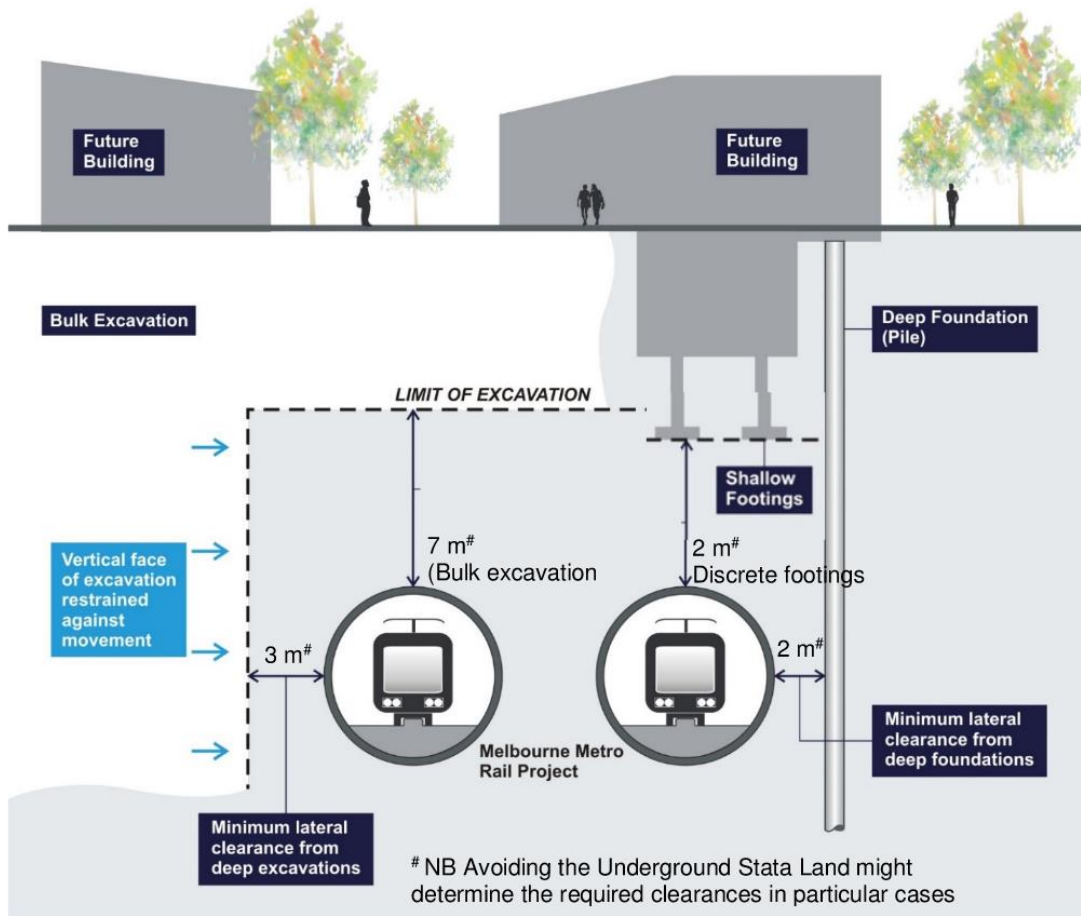 Future
Building
Future
Building
Bulk Excavation
Deep Foundation
(Pile)
LIMIT OF EXCAVATION
Shallow
Footings
Vertical face
of excavation
restrained
against
movement
7 m#
(Bulk excavation
2 m#
Discrete footings
3 m#
2 m#
Melbourne Metro
Rail Project
Minimum lateral
clearance from
deep foundations
Minimum lateral
clearance from
deep excavations
# NB Avoiding the Underground Stata Land might
determine the required clearances in particular cases